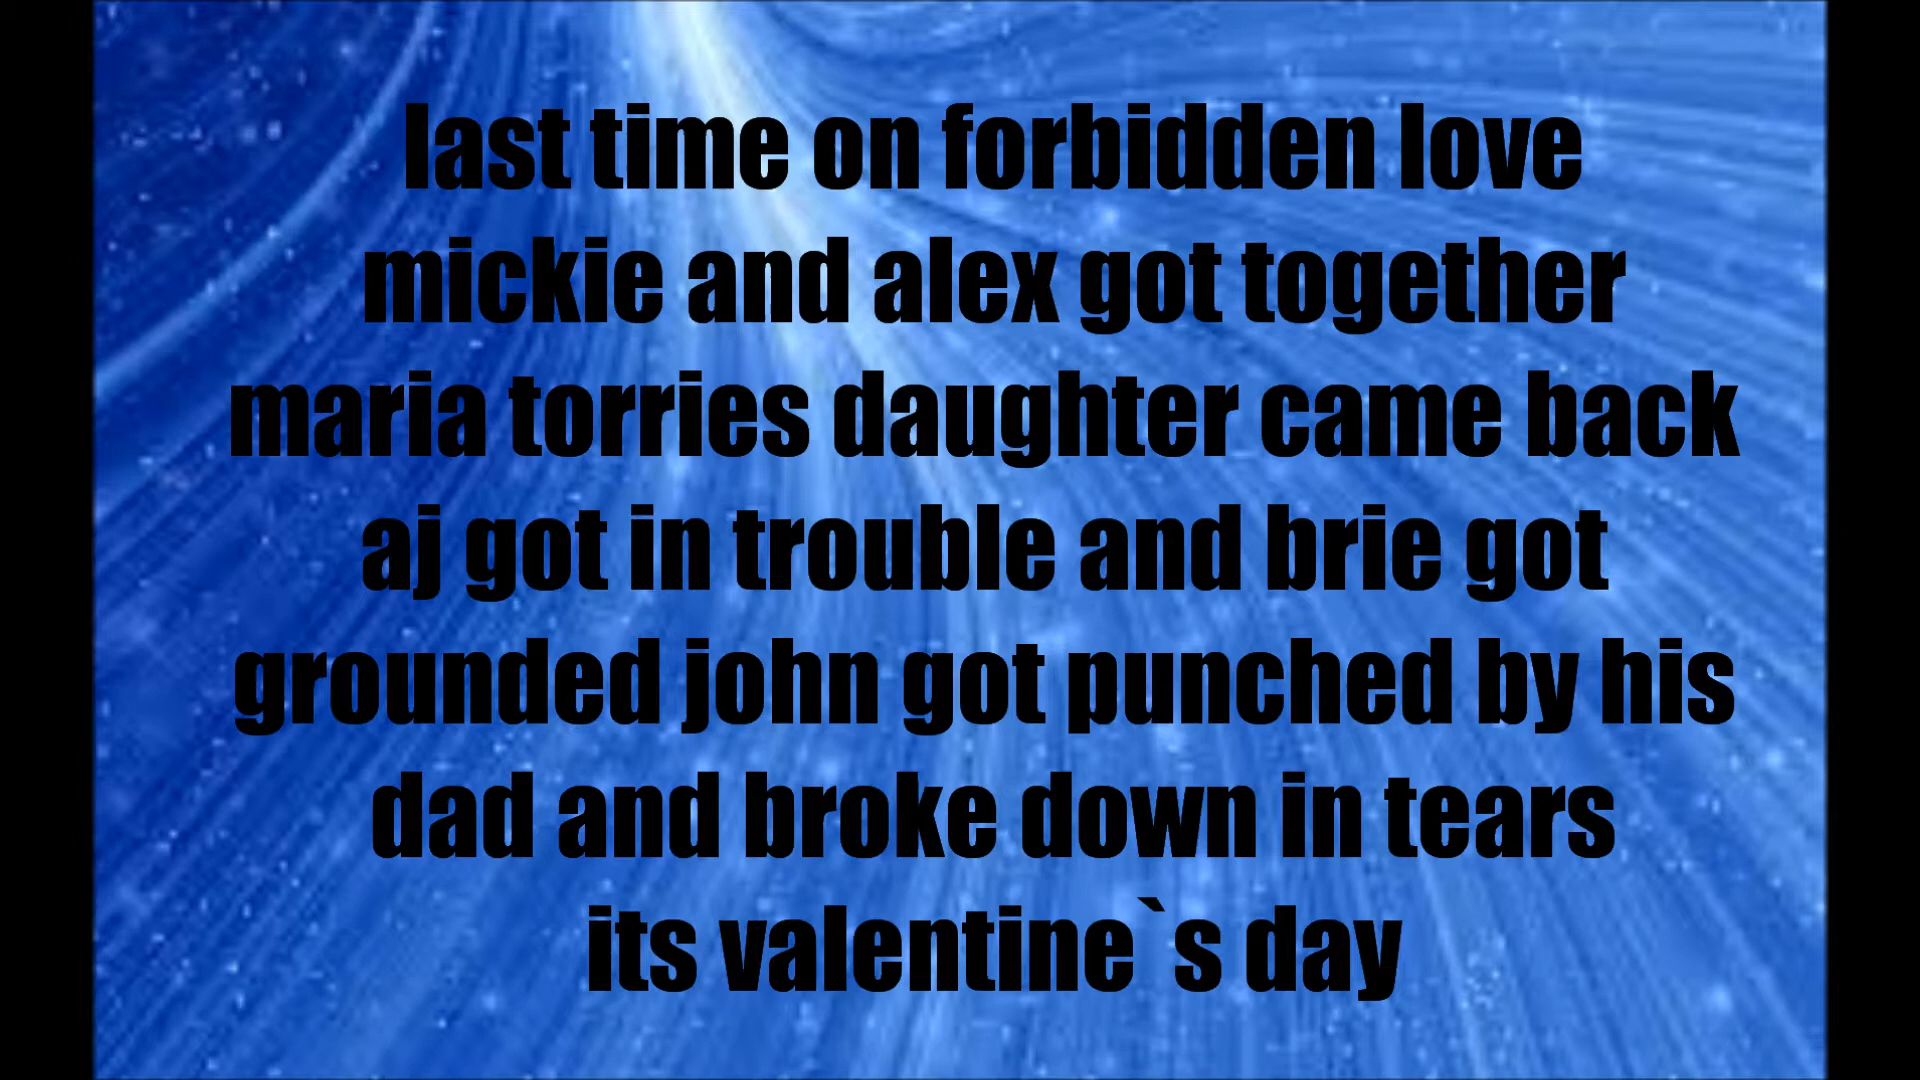 last time on forbidden love
mickie and alex got together
maria torries daughter came back
aj got in trouble and brie got
grounded john got punched by his
dad and broke down in tears
its valentine`s day